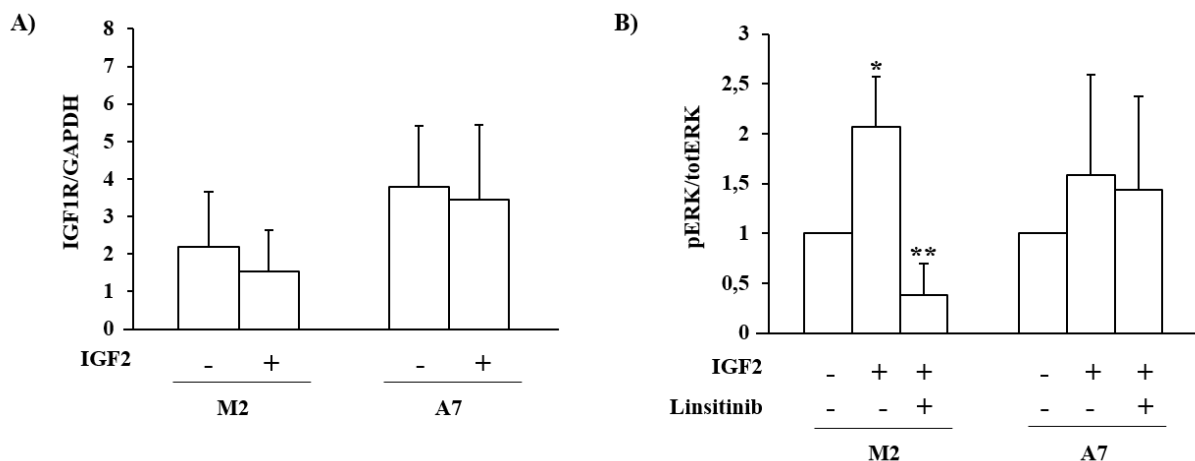 A)
IGF1R/GAPDH
8
7
6
5
4
3
2
1
0
IGF2
- + - +
M2 A7
B)
pERK/totERK
3
2,5
2
1,5
1
0,5
0
*
**
IGF2 - + + - + +
Linsitinib - - + - - +
M2 A7